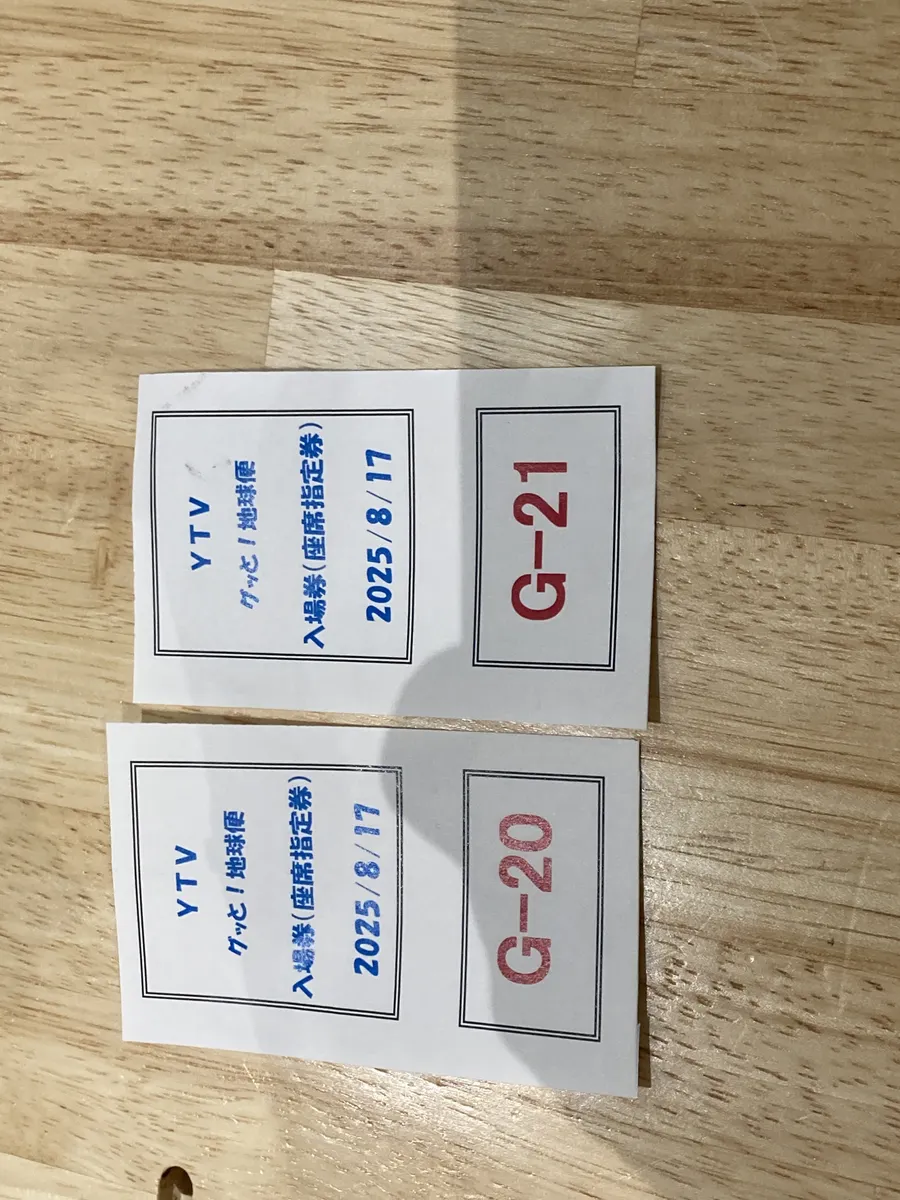 YTV
グッと！地球便
入場券（座席指定券）
2025/8/17
G-20
YTV
グッと！地球便
入場券（座席指定券）
2025/8/17
G-21